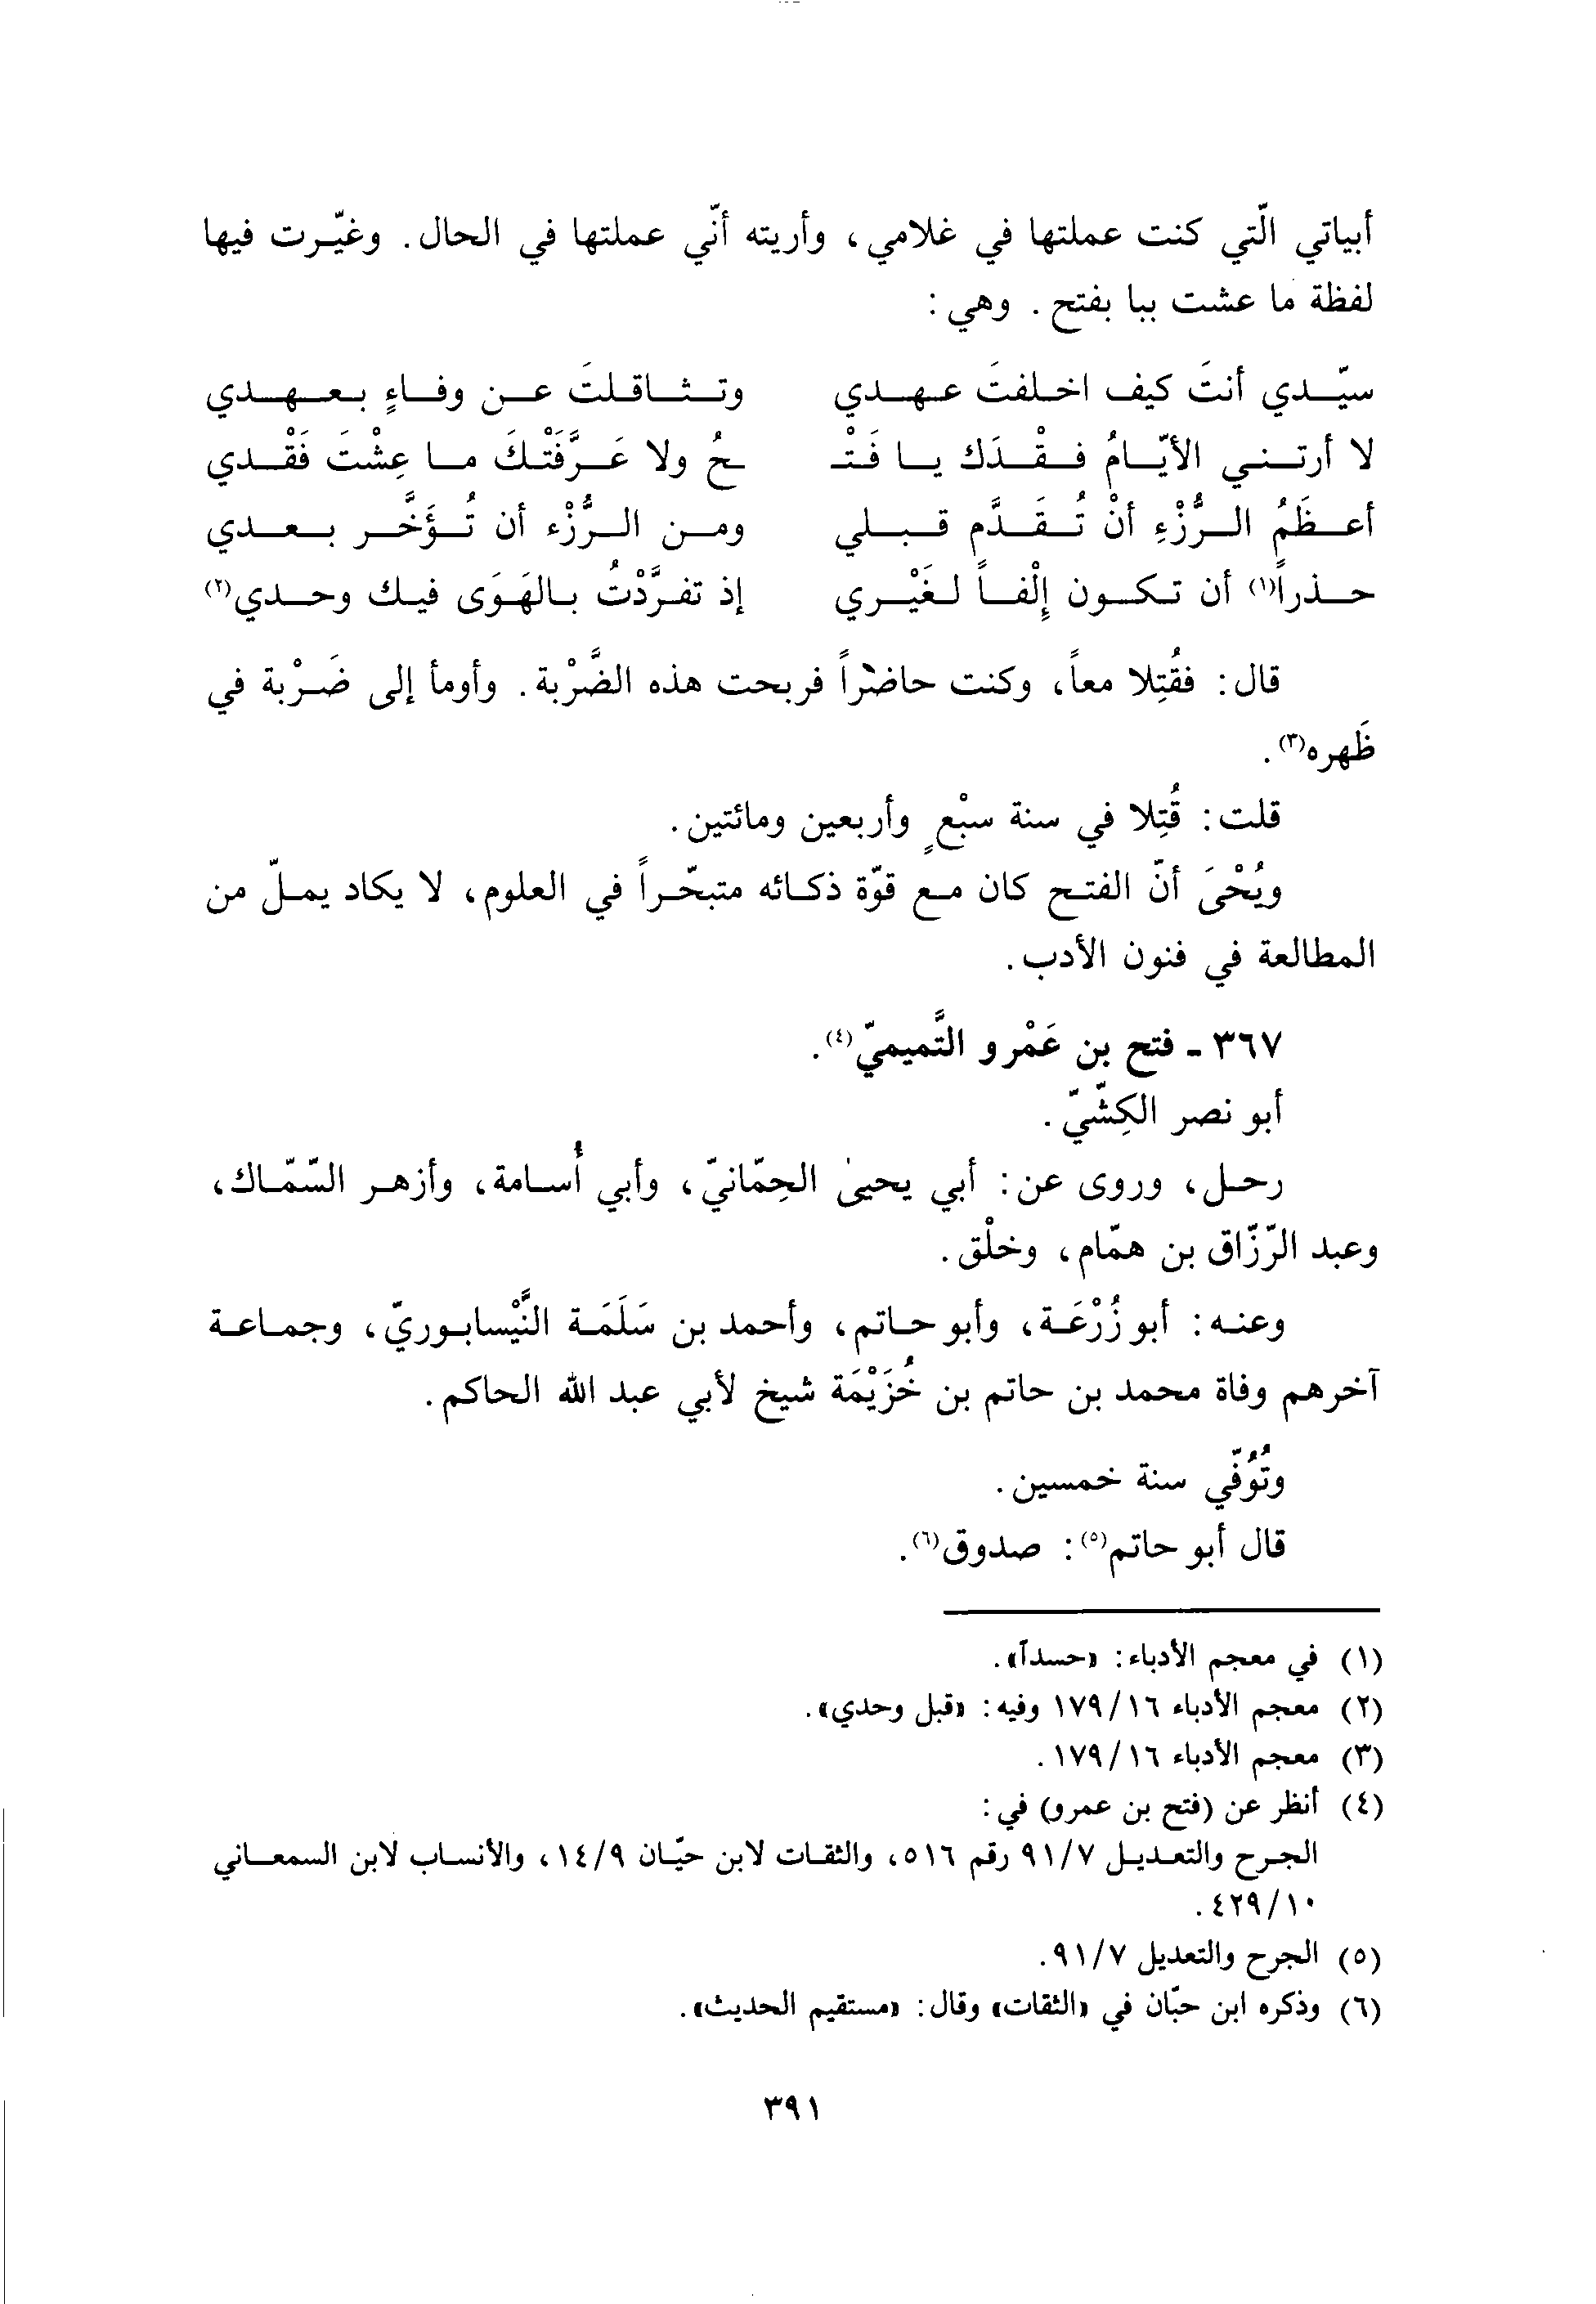 أبياتي الّتي كنت عملتها في غلامي، وأريته أنّي عملتها في الحال. وغيّرت فيها
لفظة ما عشت ببا بفتح. وهي:
سيّدي أنتَ كيف اخلفتَ عهدي وتثاقلتَ عن وفاءٍ بعهدي
لا أرتني الأيّامُ فقْدَك يا فَتْـ ـحُ ولا عَرَّفَتْكَ ما عِشْتَ فَقْدي
أعظَمُ الرُّزْءِ أنْ تُقَدَّم قبلي ومن الرُّزْء أن تُؤَخَّر بعدي
حذراً(١) أن تكون إِلْفاً لغَيْري إذ تفرَّدْتُ بالهَوَى فيك وحدي(٢)
قال: فقُتِلا معاً، وكنت حاضراً فربحت هذه الضَّرْبة. وأومأ إلى ضَرْبة في
ظَهره(٣).
قلت: قُتِلا في سنة سبْعٍ وأربعين ومائتين.
ويُحْىَ أنّ الفتح كان مع قوّة ذكائه متبحّراً في العلوم، لا يكاد يملّ من
المطالعة في فنون الأدب.
٣٦٧ - فتح بن عَمْرو التَّميميّ(٤).
أبو نصر الكِشّيّ.
رحل، وروى عن: أبي يحيىٰ الحِمّانيّ، وأبي أُسامة، وأزهر السّمّاك،
وعبد الرّزّاق بن همّام، وخلْق.
وعنه: أبو زُرْعَة، وأبو حاتم، وأحمد بن سَلَمَة النَّيْسابوريّ، وجماعة
آخرهم وفاة محمد بن حاتم بن خُزَيْمَة شيخ لأبي عبد الله الحاكم.
وتُوُفّي سنة خمسين.
قال أبو حاتم(٥): صدوق(٦).
(١) في معجم الأدباء: «حسداً».
(٢) معجم الأدباء ١٦/١٧٩ وفيه: «قبل وحدي».
(٣) معجم الأدباء ١٦/١٧٩.
(٤) أنظر عن (فتح بن عمرو) في:
الجرح والتعديل ٧/٩١ رقم ٥١٦، والثقات لابن حيّان ٩/١٤، والأنساب لابن السمعاني
١٠/٤٢٩.
(٥) الجرح والتعديل ٧/٩١.
(٦) وذكره ابن حبّان في «الثقات» وقال: «مستقيم الحديث».
٣٩١